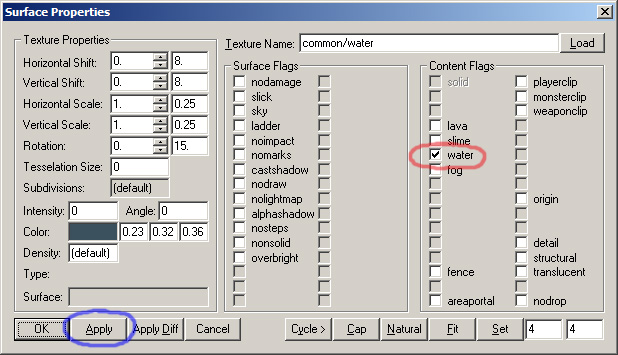 Surface Properties
Texture Properties
Horizontal Shift: 0. 8.
Vertical Shift: 0. 8.
Horizontal Scale: 1. 0.25
Vertical Scale: 1. 0.25
Rotation: 0. 15.
Tesselation Size: 0
Subdivisions: (default)
Intensity: 0 Angle: 0
Color: 0.23 0.32 0.36
Density: (default)
Type:
Surface:
Texture Name: common/water Load
Surface Flags
nodamage
slick
sky
ladder
noimpact
nomarks
castshadow
nodraw
nolightmap
alphashadow
nosteps
nonsolid
overbright
Content Flags
solid
lava
slime
water
fog
fence
areaportal
playerclip
monsterclip
weaponclip
origin
detail
structural
translucent
nodrop
OK Apply Apply Diff Cancel Cycle > Cap Natural Fit Set 4 4